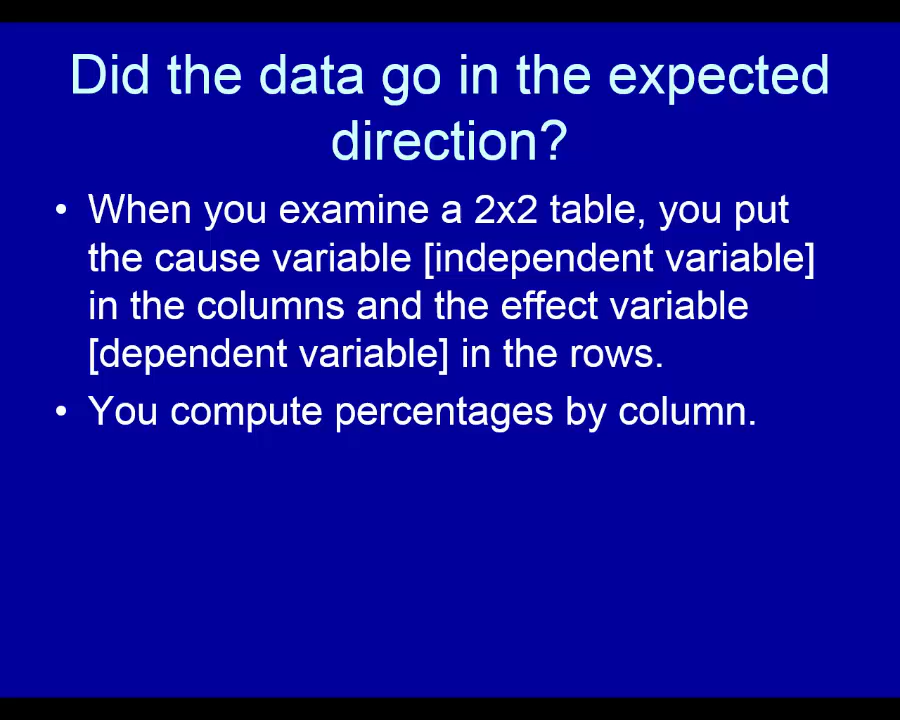 Did the data go in the expected
direction?
• When you examine a 2x2 table, you put
the cause variable [independent variable]
in the columns and the effect variable
[dependent variable] in the rows.
• You compute percentages by column.